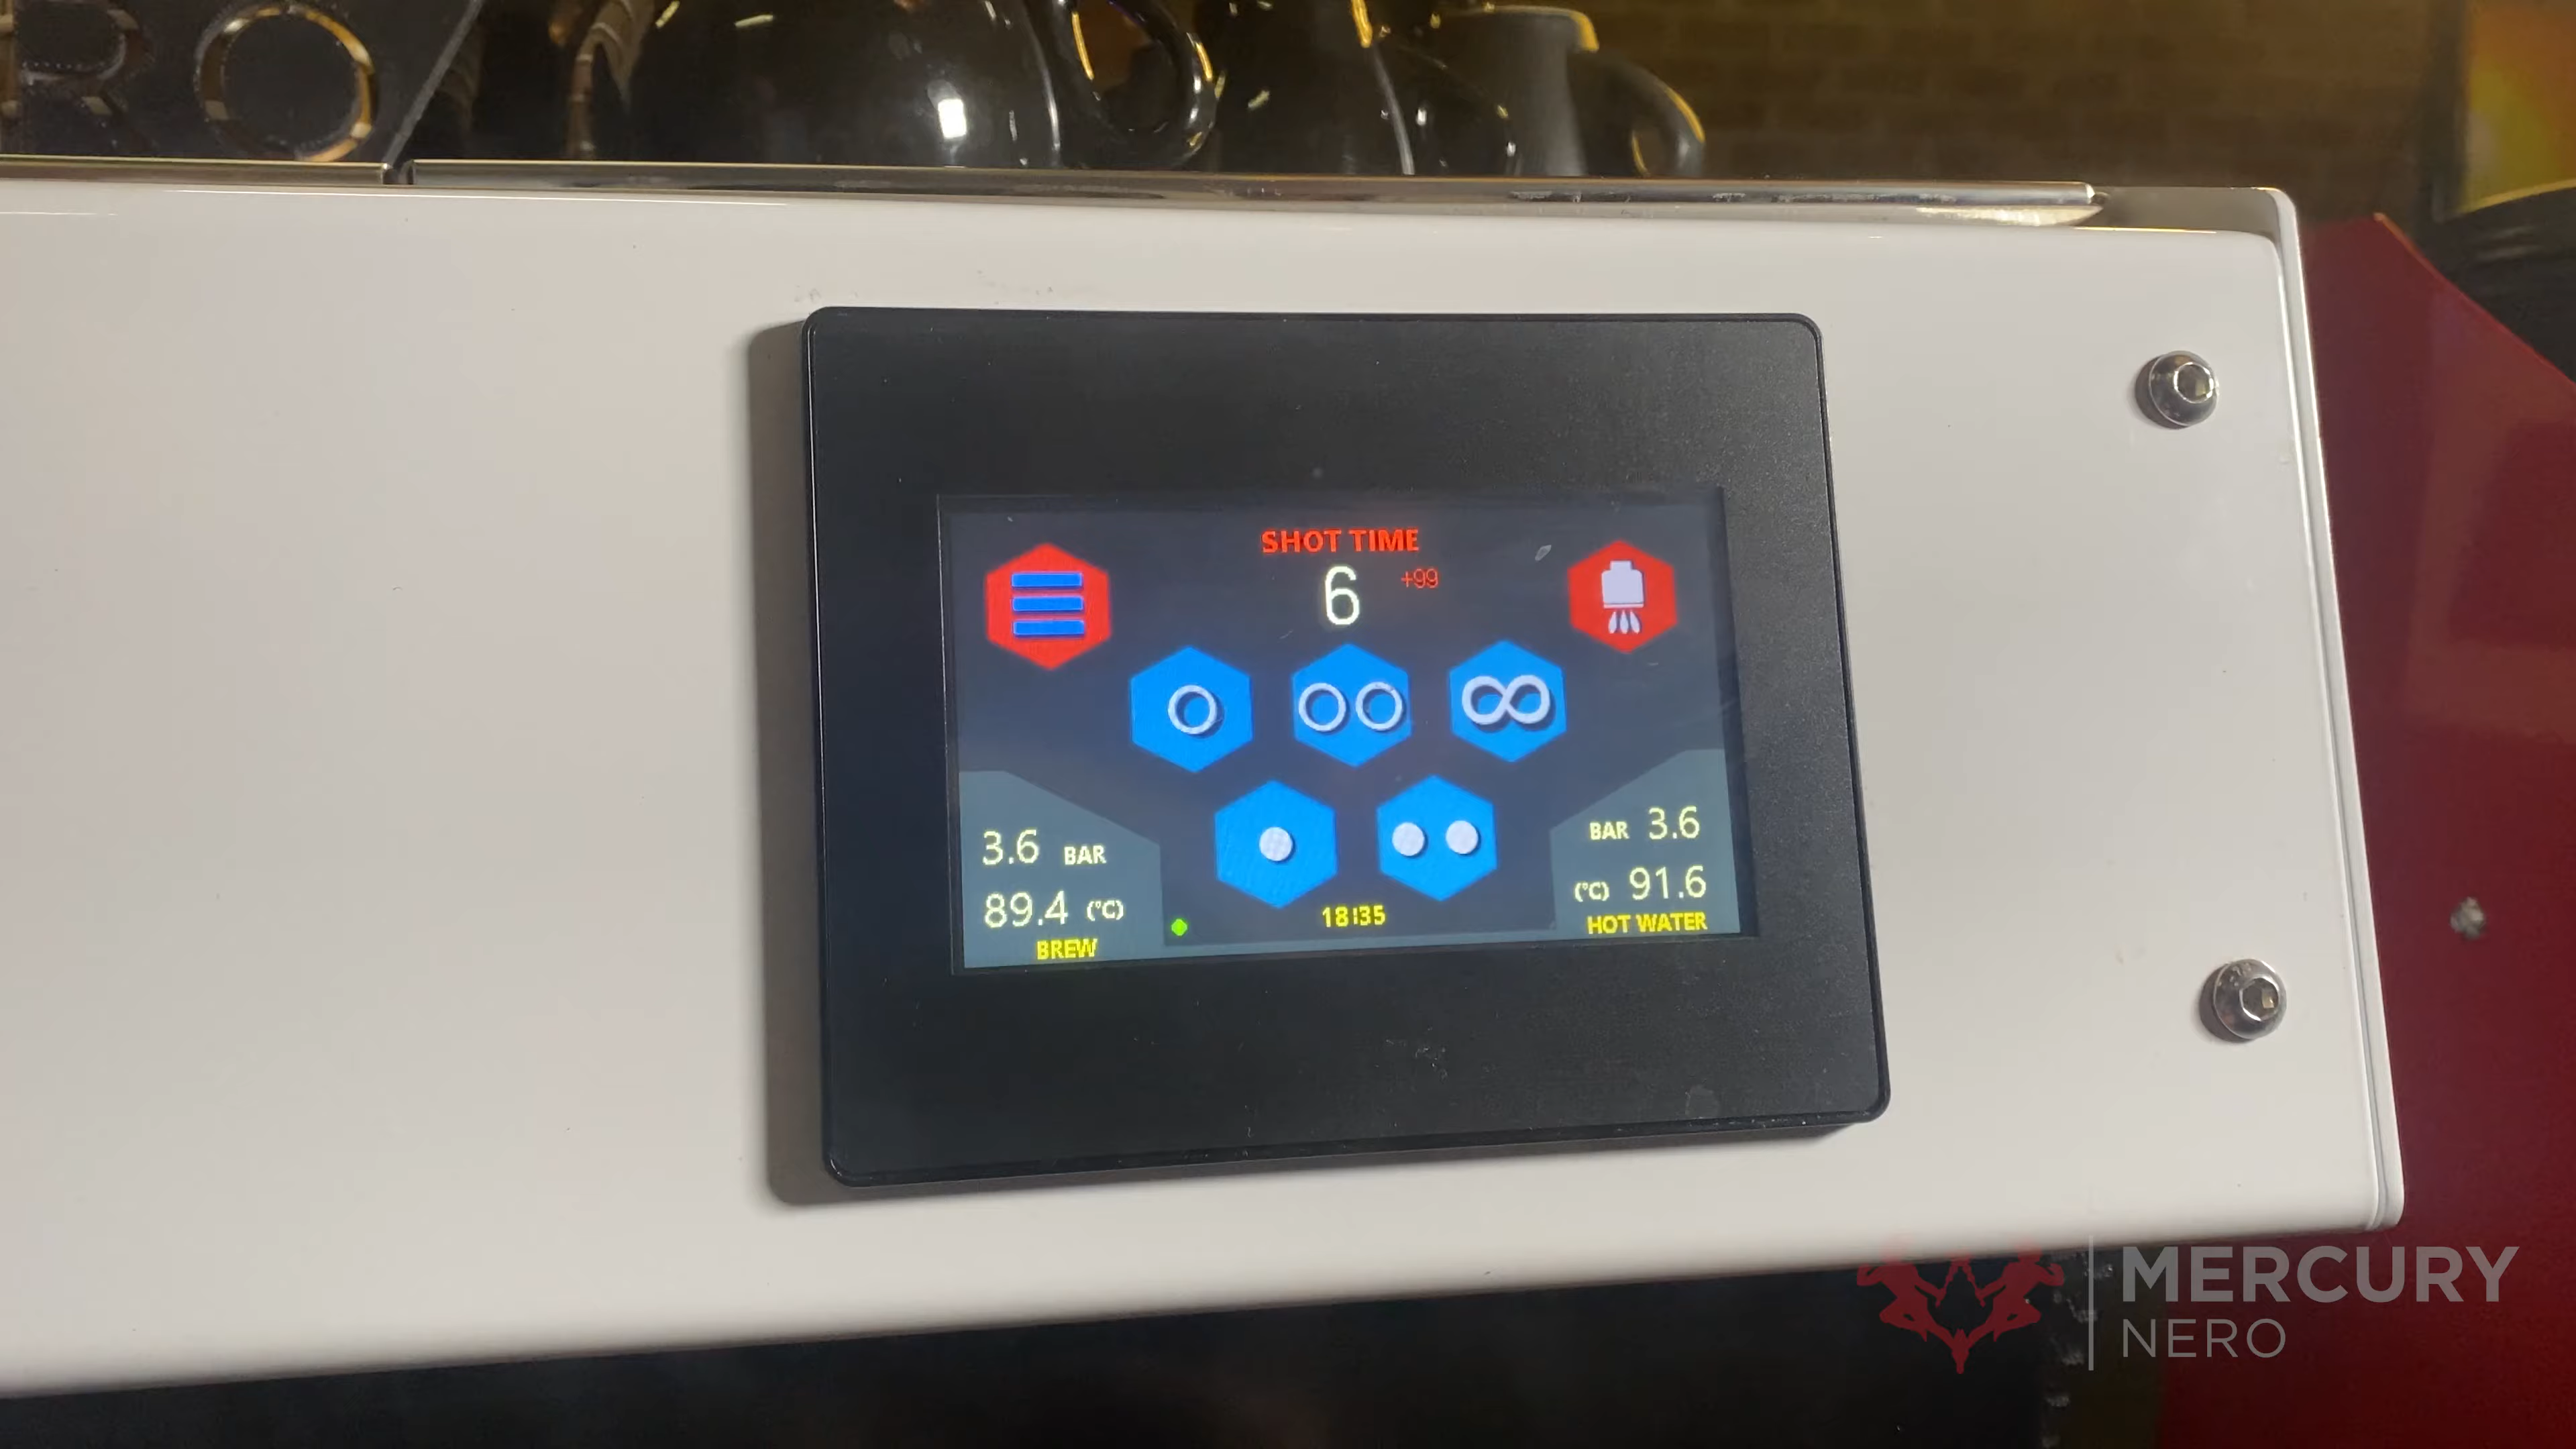 RO
SHOT TIME
6 +99
3.6 BAR
89.4 (°C)
BREW
18:35
BAR 3.6
(°C) 91.6
HOT WATER
MERCURY
NERO